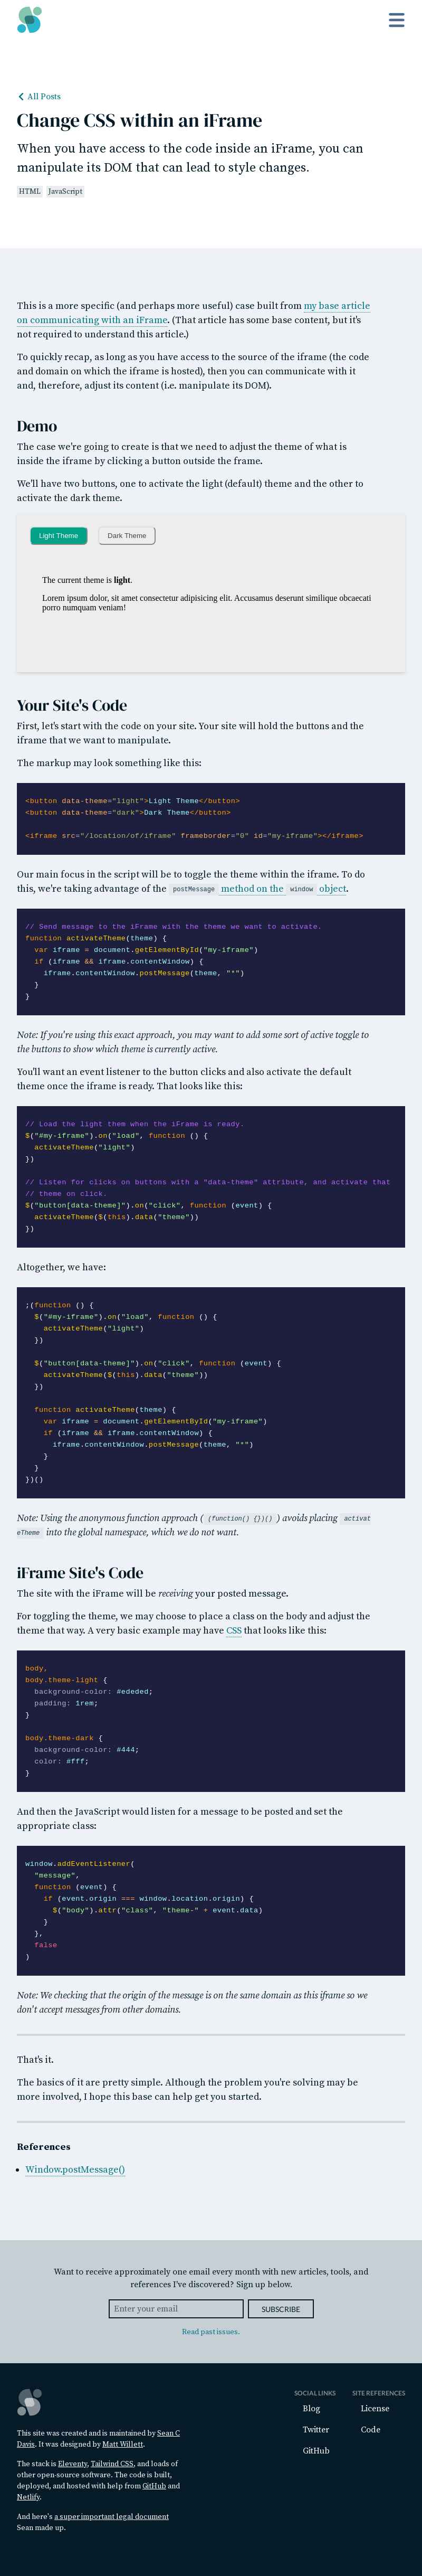 All Posts
Change CSS within an iFrame
When you have access to the code inside an iFrame, you can
manipulate its DOM that can lead to style changes.
HTML JavaScript
This is a more specific (and perhaps more useful) case built from my base article
on communicating with an iFrame. (That article has some base content, but it's
not required to understand this article.)
To quickly recap, as long as you have access to the source of the iframe (the code
and domain on which the iframe is hosted), then you can communicate with it
and, therefore, adjust its content (i.e. manipulate its DOM).
Demo
The case we're going to create is that we need to adjust the theme of what is
inside the iframe by clicking a button outside the frame.
We'll have two buttons, one to activate the light (default) theme and the other to
activate the dark theme.
Light Theme Dark Theme
The current theme is light.
Lorem ipsum dolor, sit amet consectetur adipisicing elit. Accusamus deserunt similique obcaecati
porro numquam veniam!
Your Site's Code
First, let's start with the code on your site. Your site will hold the buttons and the
iframe that we want to manipulate.
The markup may look something like this:
<button data-theme="light">Light Theme</button>
<button data-theme="dark">Dark Theme</button>
<iframe src="/location/of/iframe" frameborder="0" id="my-iframe"></iframe>
Our main focus in the script will be to toggle the theme within the iframe. To do
this, we're taking advantage of the postMessage method on the window object.
// Send message to the iFrame with the theme we want to activate.
function activateTheme(theme) {
  var iframe = document.getElementById("my-iframe")
  if (iframe && iframe.contentWindow) {
    iframe.contentWindow.postMessage(theme, "*")
  }
}
Note: If you're using this exact approach, you may want to add some sort of active toggle to
the buttons to show which theme is currently active.
You'll want an event listener to the button clicks and also activate the default
theme once the iframe is ready. That looks like this:
// Load the light them when the iFrame is ready.
$("#my-iframe").on("load", function () {
  activateTheme("light")
})
// Listen for clicks on buttons with a "data-theme" attribute, and activate that
// theme on click.
$("button[data-theme]").on("click", function (event) {
  activateTheme($(this).data("theme"))
})
Altogether, we have:
;(function () {
  $("#my-iframe").on("load", function () {
    activateTheme("light")
  })
  $("button[data-theme]").on("click", function (event) {
    activateTheme($(this).data("theme"))
  })
  function activateTheme(theme) {
    var iframe = document.getElementById("my-iframe")
    if (iframe && iframe.contentWindow) {
      iframe.contentWindow.postMessage(theme, "*")
    }
  }
})()
Note: Using the anonymous function approach ( (function() {})() ) avoids placing activat
eTheme into the global namespace, which we do not want.
iFrame Site's Code
The site with the iFrame will be receiving your posted message.
For toggling the theme, we may choose to place a class on the body and adjust the
theme that way. A very basic example may have CSS that looks like this:
body,
body.theme-light {
  background-color: #ededed;
  padding: 1rem;
}
body.theme-dark {
  background-color: #444;
  color: #fff;
}
And then the JavaScript would listen for a message to be posted and set the
appropriate class:
window.addEventListener(
  "message",
  function (event) {
    if (event.origin === window.location.origin) {
      $("body").attr("class", "theme-" + event.data)
    }
  },
  false
)
Note: We checking that the origin of the message is on the same domain as this iframe so we
don't accept messages from other domains.
That's it.
The basics of it are pretty simple. Although the problem you're solving may be
more involved, I hope this base can help get you started.
References
Window.postMessage()
Want to receive approximately one email every month with new articles, tools, and
references I've discovered? Sign up below.
Enter your email SUBSCRIBE
Read past issues.
This site was created and is maintained by Sean C
Davis. It was designed by Matt Willett.
The stack is Eleventy, Tailwind CSS, and loads of
other open-source software. The code is built,
deployed, and hosted with help from GitHub and
Netlify.
And here's a super important legal document
Sean made up.
SOCIAL LINKS
Blog
Twitter
GitHub
SITE REFERENCES
License
Code